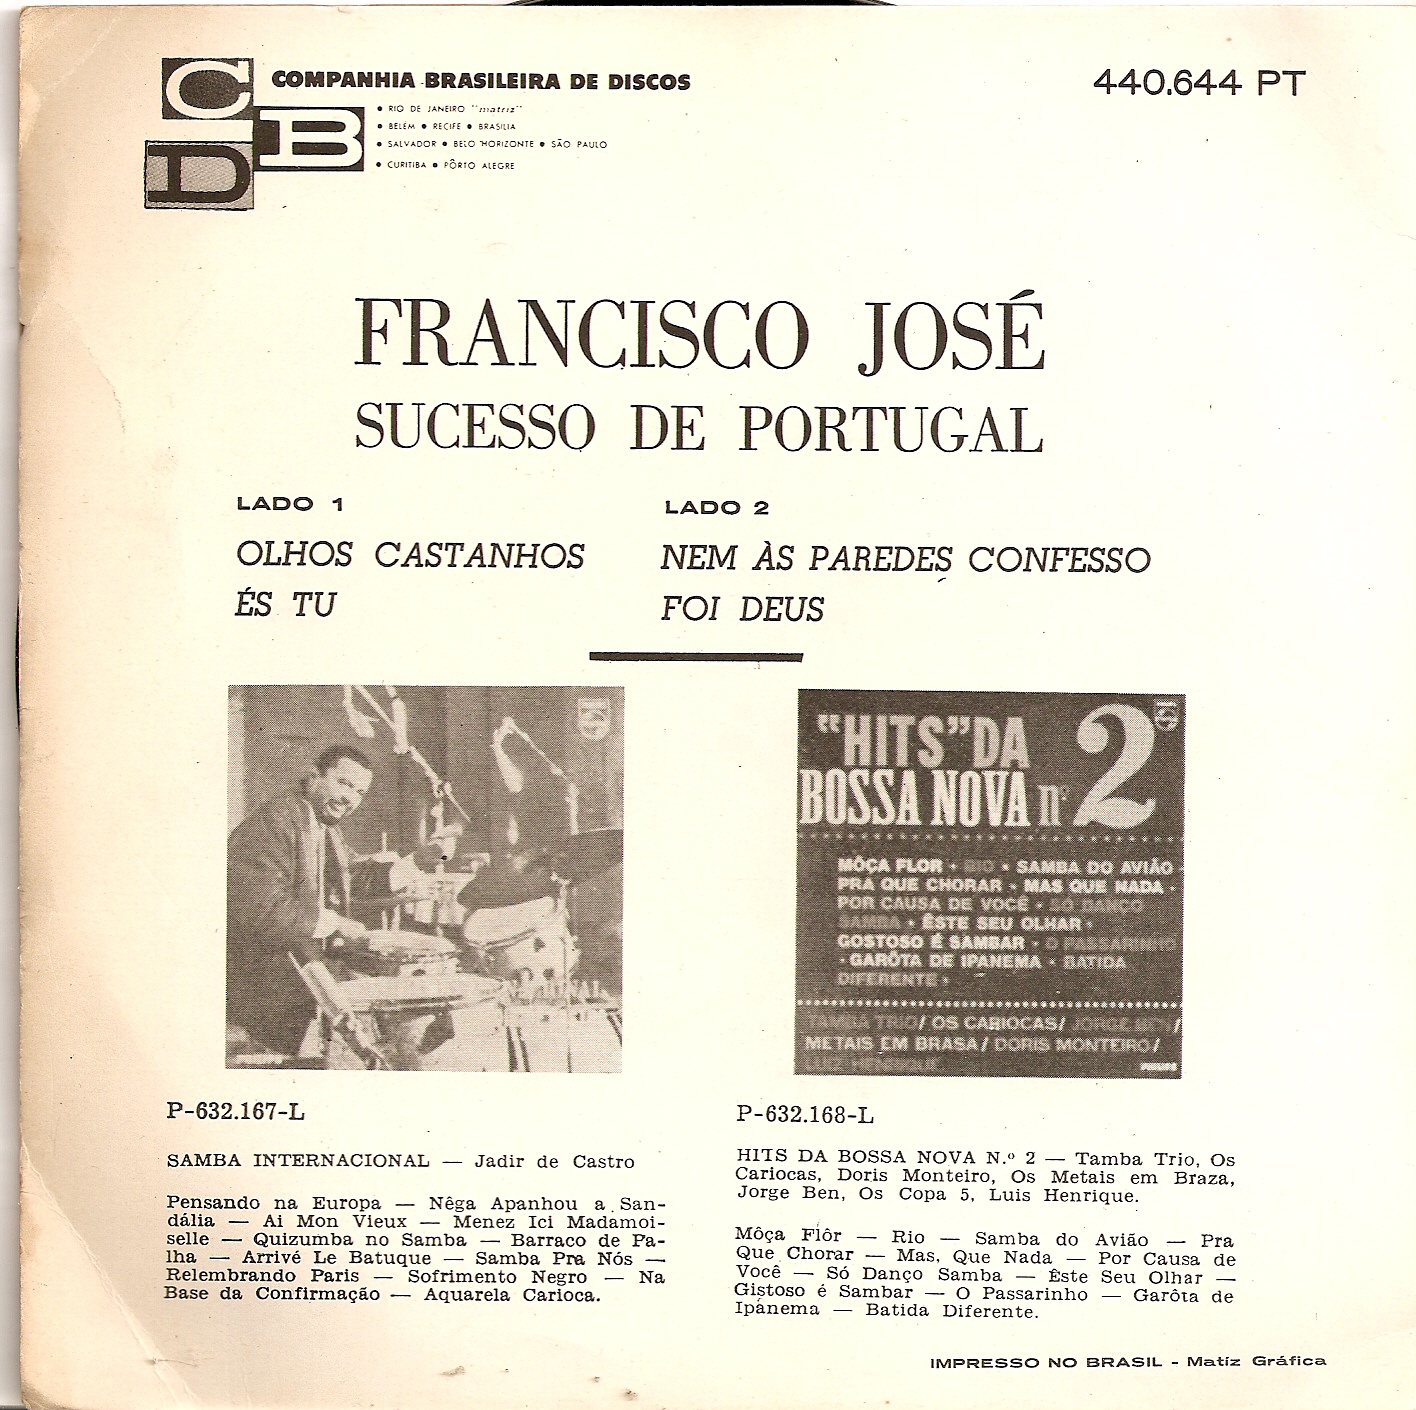 CBD
COMPANHIA BRASILEIRA DE DISCOS
• RIO DE JANEIRO "matriz"
• BELÉM • RECIFE • BRASILIA
• SALVADOR • BELO HORIZONTE • SÃO PAULO
• CURITIBA • PÔRTO ALEGRE
440.644 PT
FRANCISCO JOSÉ
SUCESSO DE PORTUGAL
LADO 1
OLHOS CASTANHOS
ÉS TU
LADO 2
NEM ÀS PAREDES CONFESSO
FOI DEUS
PHILIPS
"HITS" DA
BOSSA NOVA nº 2
MÔÇA FLOR • RIO • SAMBA DO AVIÃO •
PRA QUE CHORAR • MAS QUE NADA •
POR CAUSA DE VOCÊ • SÓ DANÇO
SAMBA • ÊSTE SEU OLHAR •
GOSTOSO É SAMBAR • O PASSARINHO
• GARÔTA DE IPANEMA • BATIDA
DIFERENTE •
TAMBA TRIO/ OS CARIOCAS/ JORGE BEN/
METAIS EM BRASA/ DORIS MONTEIRO/
LUIZ HENRIQUE
PHILIPS
P-632.167-L
SAMBA INTERNACIONAL — Jadir de Castro
Pensando na Europa — Nêga Apanhou a San-
dália — Ai Mon Vieux — Menez Ici Madamoi-
selle — Quizumba no Samba — Barraco de Pa-
lha — Arrivé Le Batuque — Samba Pra Nós —
Relembrando Paris — Sofrimento Negro — Na
Base da Confirmação — Aquarela Carioca.
P-632.168-L
HITS DA BOSSA NOVA N.º 2 — Tamba Trio, Os
Cariocas, Doris Monteiro, Os Metais em Braza,
Jorge Ben, Os Copa 5, Luis Henrique.
Môça Flôr — Rio — Samba do Avião — Pra
Que Chorar — Mas, Que Nada — Por Causa de
Você — Só Danço Samba — Êste Seu Olhar —
Gistoso é Sambar — O Passarinho — Garôta de
Ipanema — Batida Diferente.
IMPRESSO NO BRASIL - Matiz Gráfica